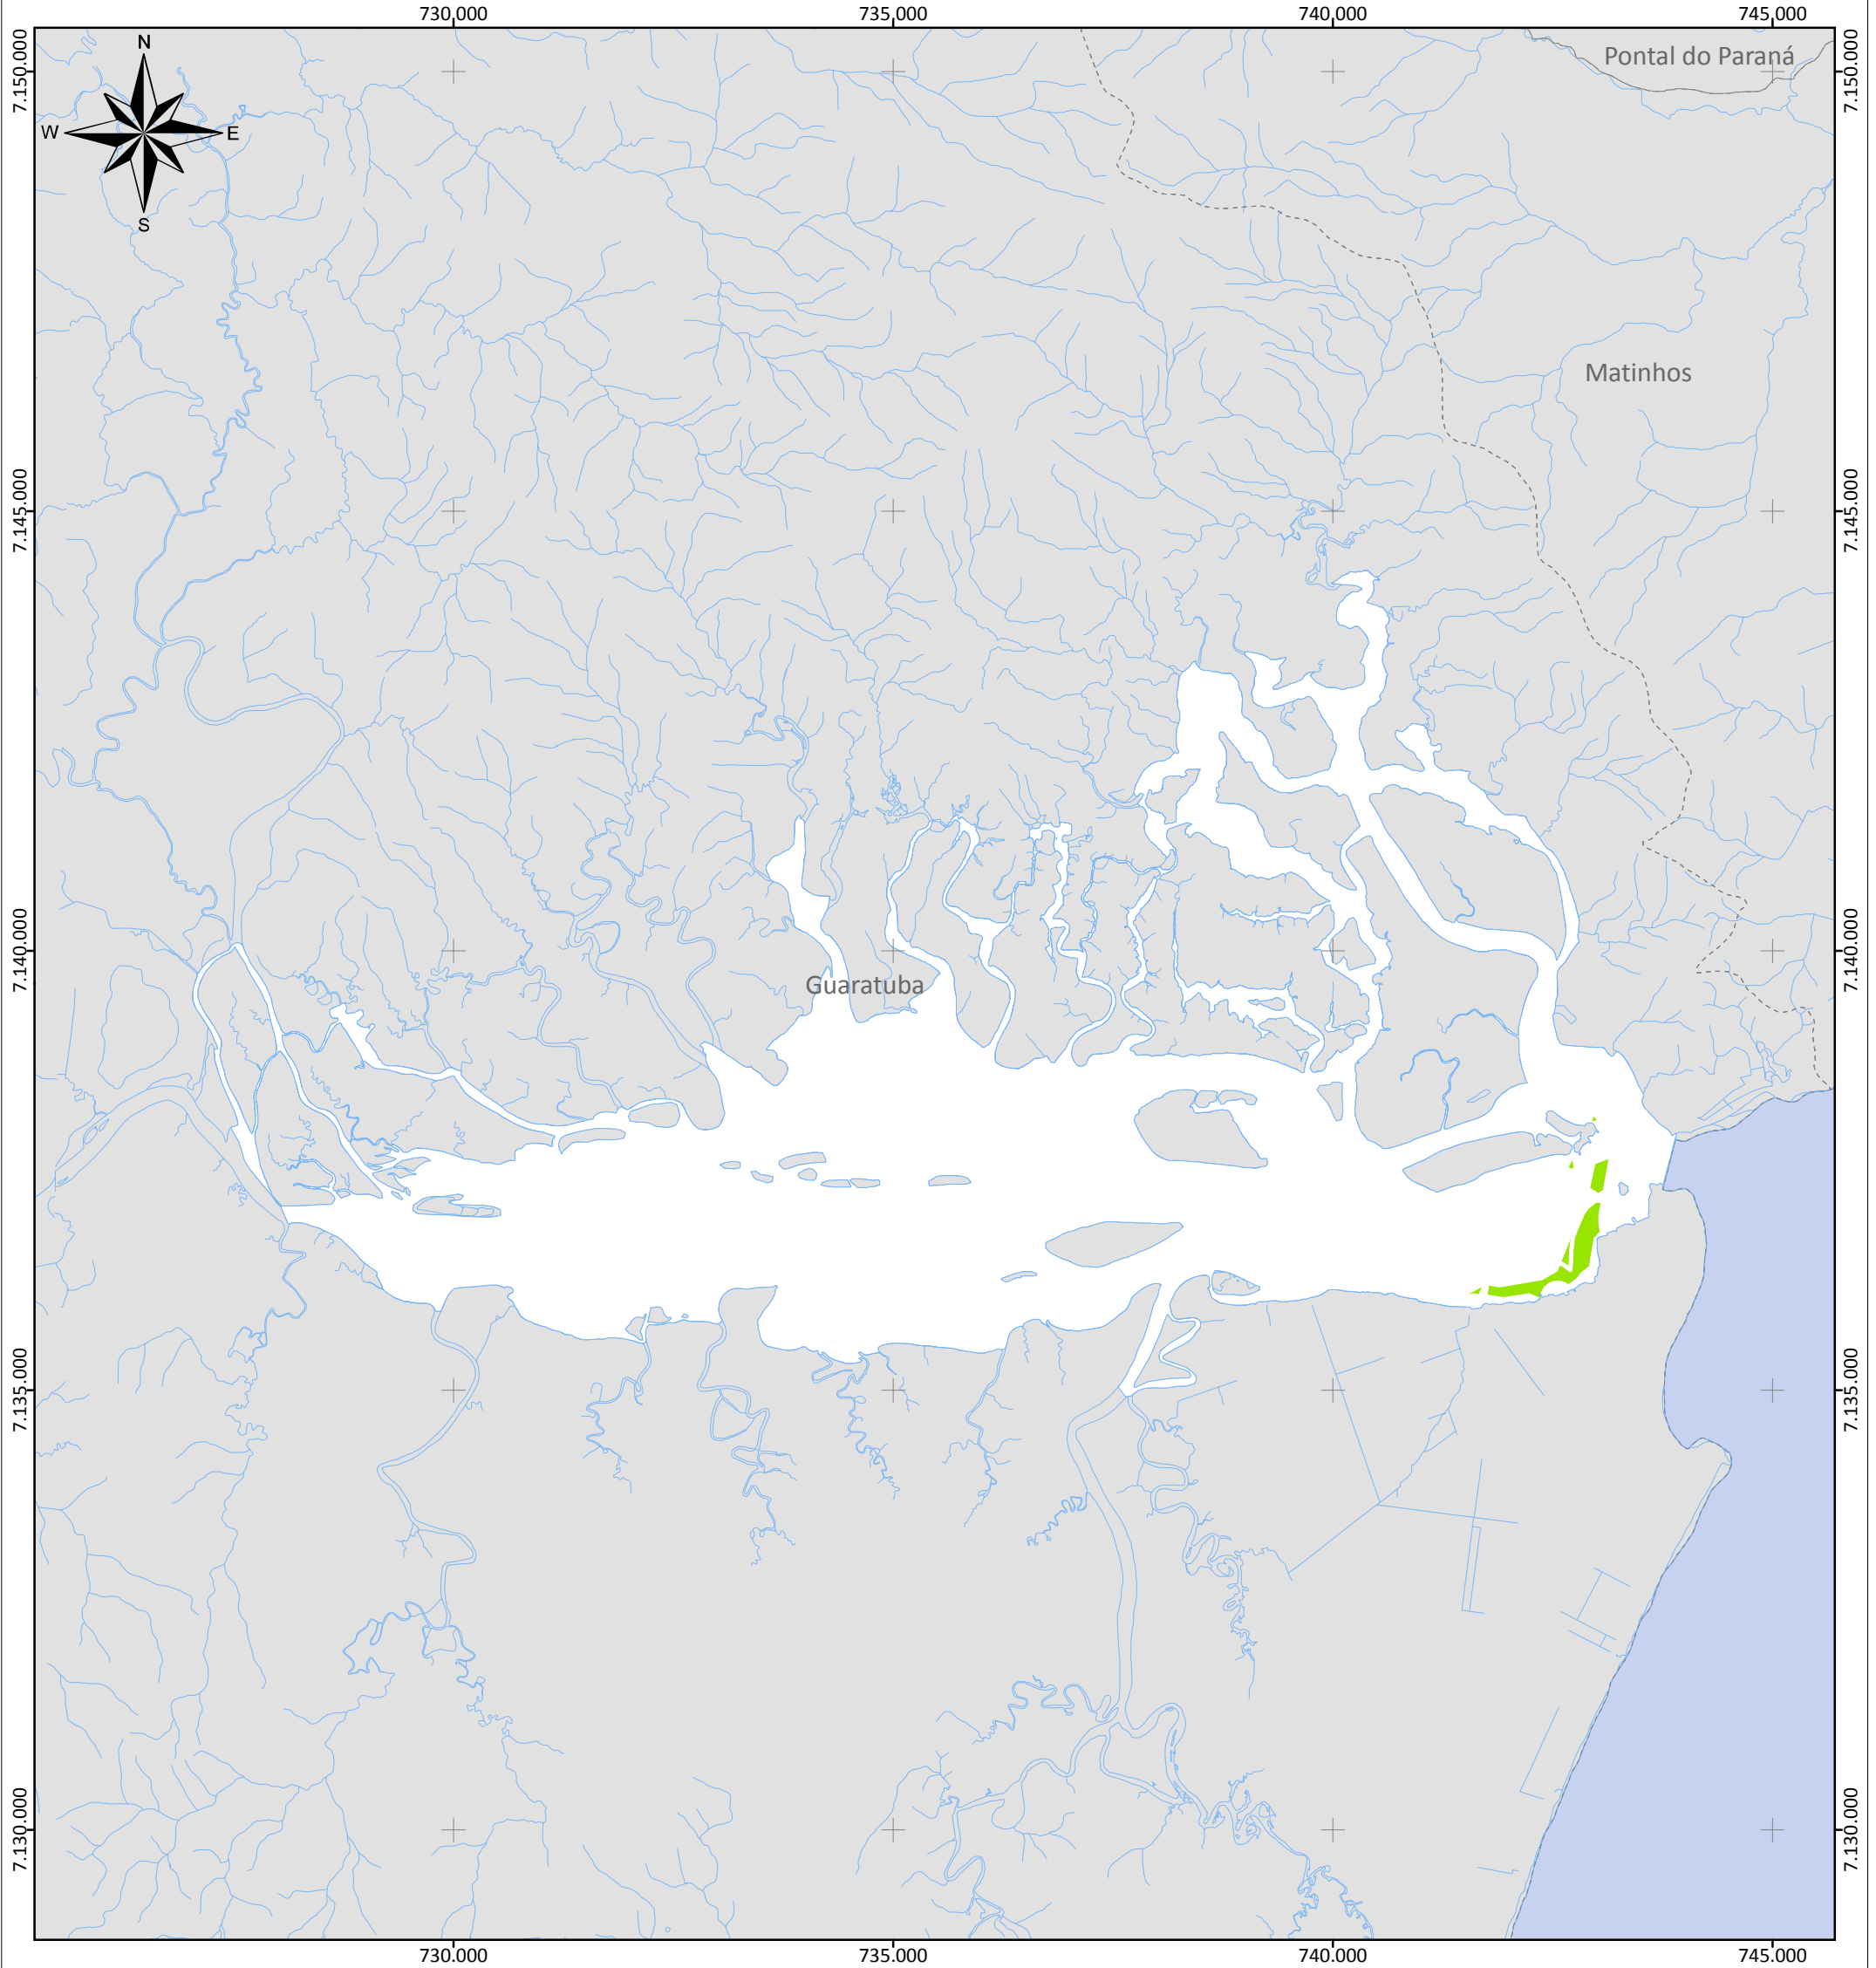 730.000 735.000 740.000 745.000
N
W E
S
Pontal do Paraná
7.150.000 7.150.000
Matinhos
7.145.000 7.145.000
7.140.000 7.140.000
Guaratuba
7.135.000 7.135.000
7.130.000 7.130.000
730.000 735.000 740.000 745.000